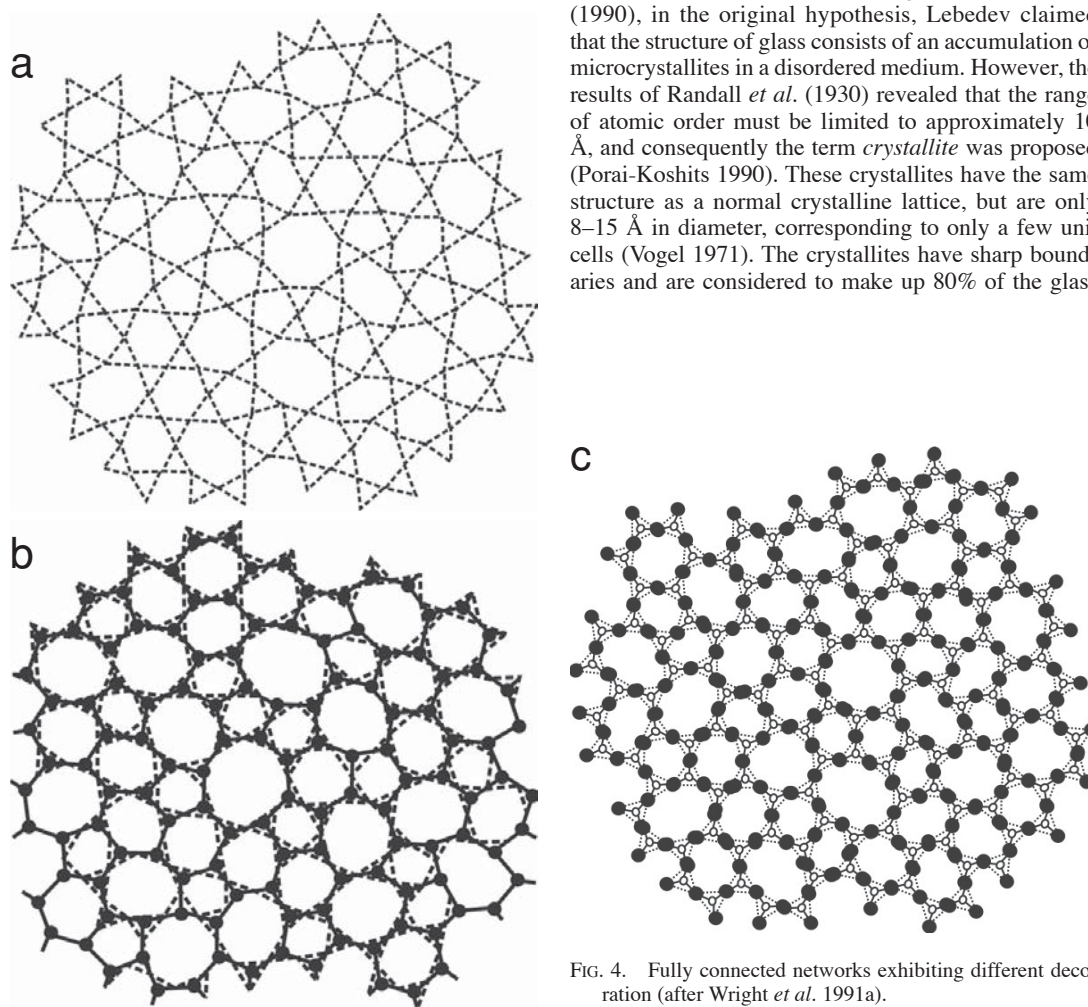 a
(1990), in the original hypothesis, Lebedev claimed
that the structure of glass consists of an accumulation o
microcrystallites in a disordered medium. However, the
results of Randall et al. (1930) revealed that the range
of atomic order must be limited to approximately 10
Å, and consequently the term crystallite was propose
(Porai-Koshits 1990). These crystallites have the same
structure as a normal crystalline lattice, but are only
8–15 Å in diameter, corresponding to only a few uni
cells (Vogel 1971). The crystallites have sharp bound
aries and are considered to make up 80% of the glas
b
c
FIG. 4. Fully connected networks exhibiting different deco
ration (after Wright et al. 1991a).